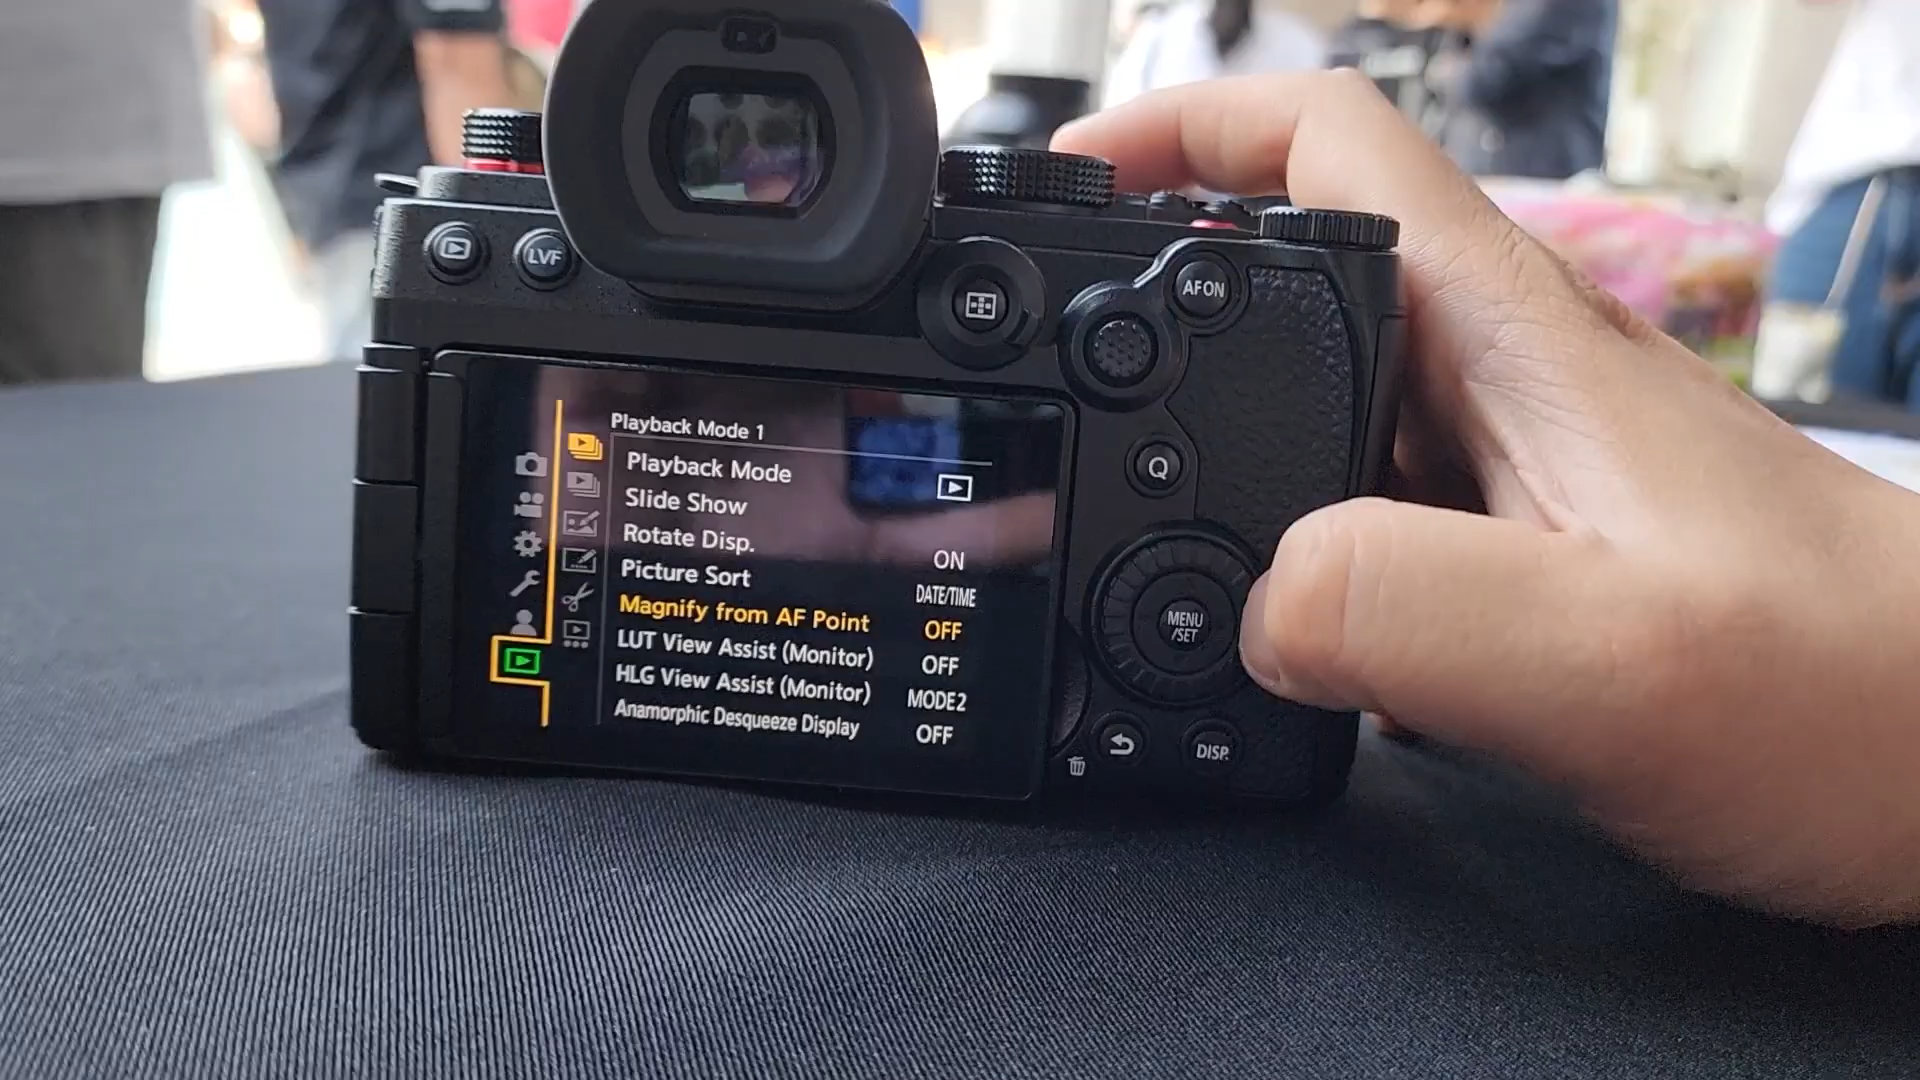 LVF
AF ON
Q
MENU
/SET
DISP.
Playback Mode 1
Playback Mode
Slide Show
Rotate Disp. ON
Picture Sort DATE/TIME
Magnify from AF Point OFF
LUT View Assist (Monitor) OFF
HLG View Assist (Monitor) MODE2
Anamorphic Desqueeze Display OFF